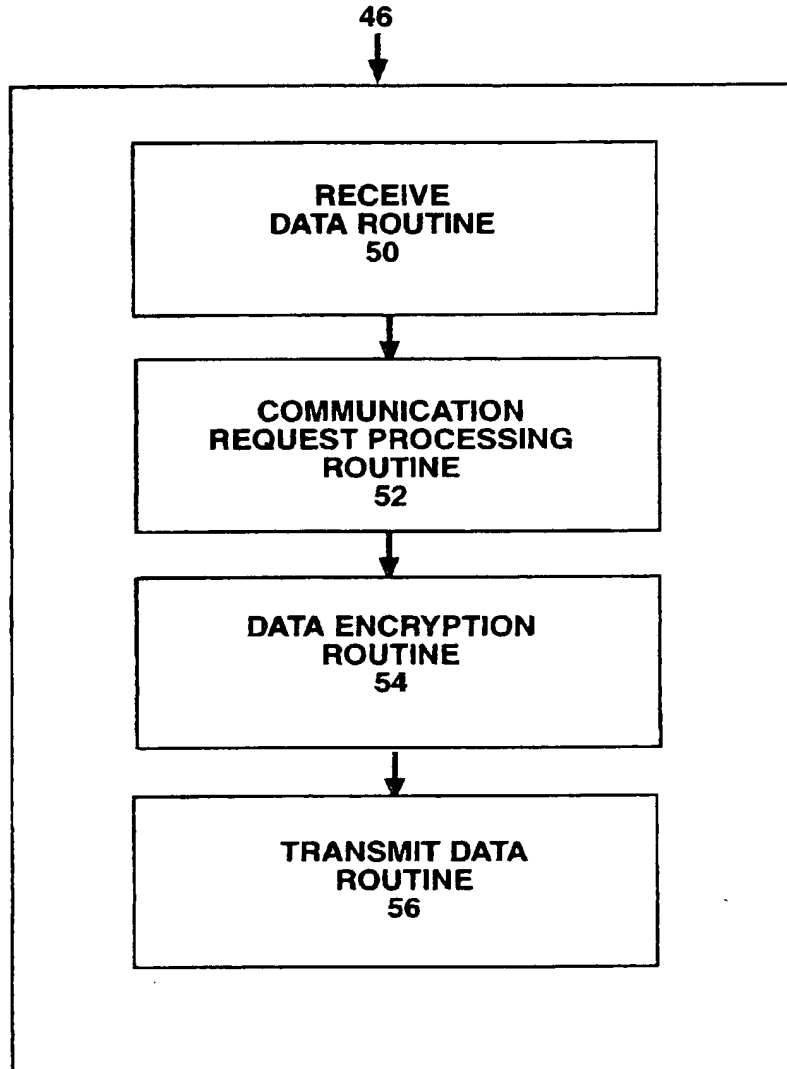 46
RECEIVE
DATA ROUTINE
50
COMMUNICATION
REQUEST PROCESSING
ROUTINE
52
DATA ENCRYPTION
ROUTINE
54
TRANSMIT DATA
ROUTINE
56